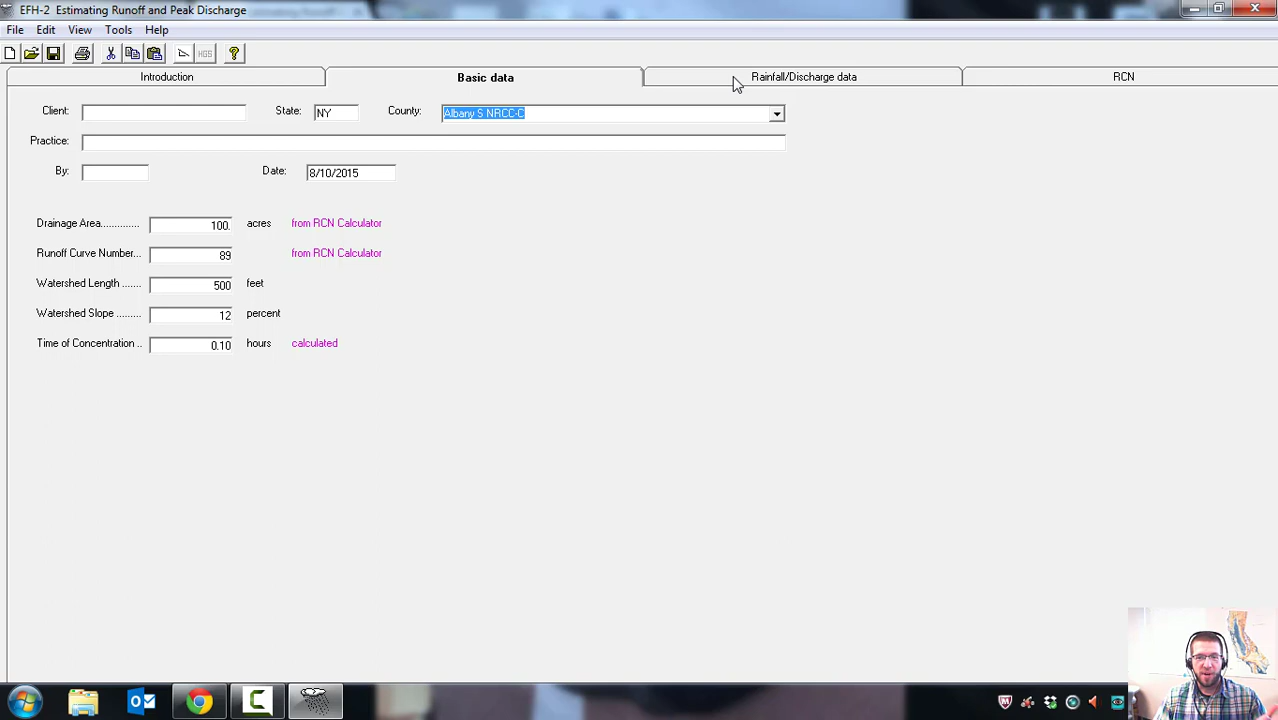 EFH-2 Estimating Runoff and Peak Discharge
File Edit View Tools Help
HGS
Introduction Basic data Rainfall/Discharge data RCN
Client: State: NY County: Albany S NRCC-C
Practice:
By: Date: 8/10/2015
Drainage Area............. 100. acres from RCN Calculator
Runoff Curve Number... 89 from RCN Calculator
Watershed Length ....... 500 feet
Watershed Slope ......... 12 percent
Time of Concentration .. 0.10 hours calculated